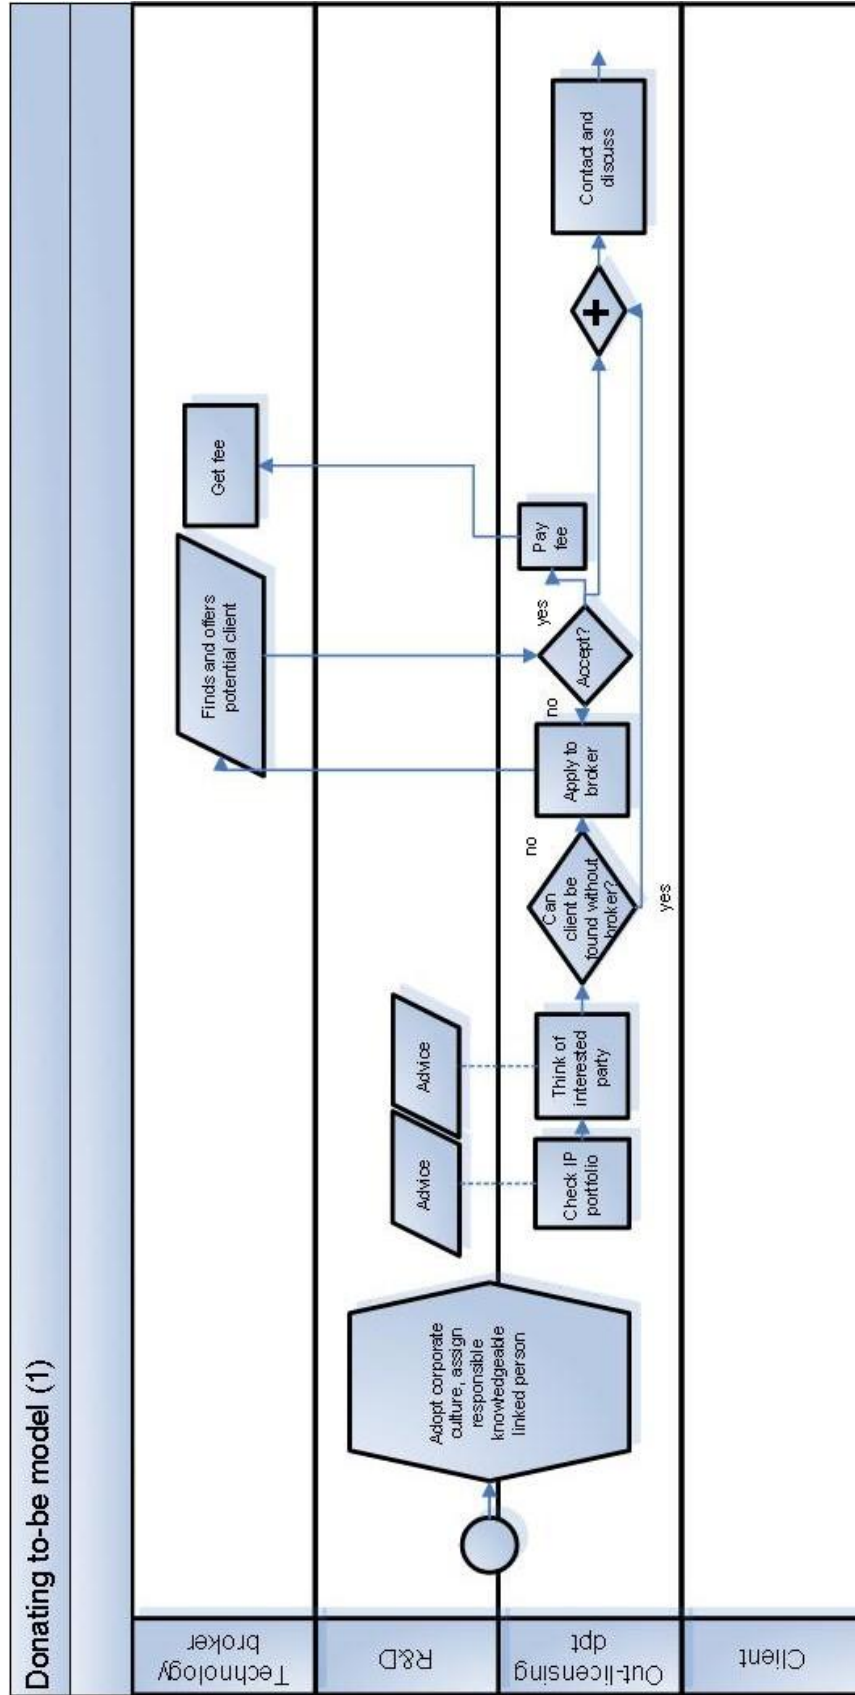 Donating to-be model (1)
Technology
broker
R&D
Out-licensing
dpt
Client
Finds and offers
potential client
Get fee
Adopt corporate
culture, assign
responsible
knowledgeable
linked person
Advice
Advice
Check IP
portfolio
Think of
interested
party
Can
client be
found without
broker?
no
yes
Apply to
broker
no
Accept?
yes
Pay
fee
+
Contact and
discuss